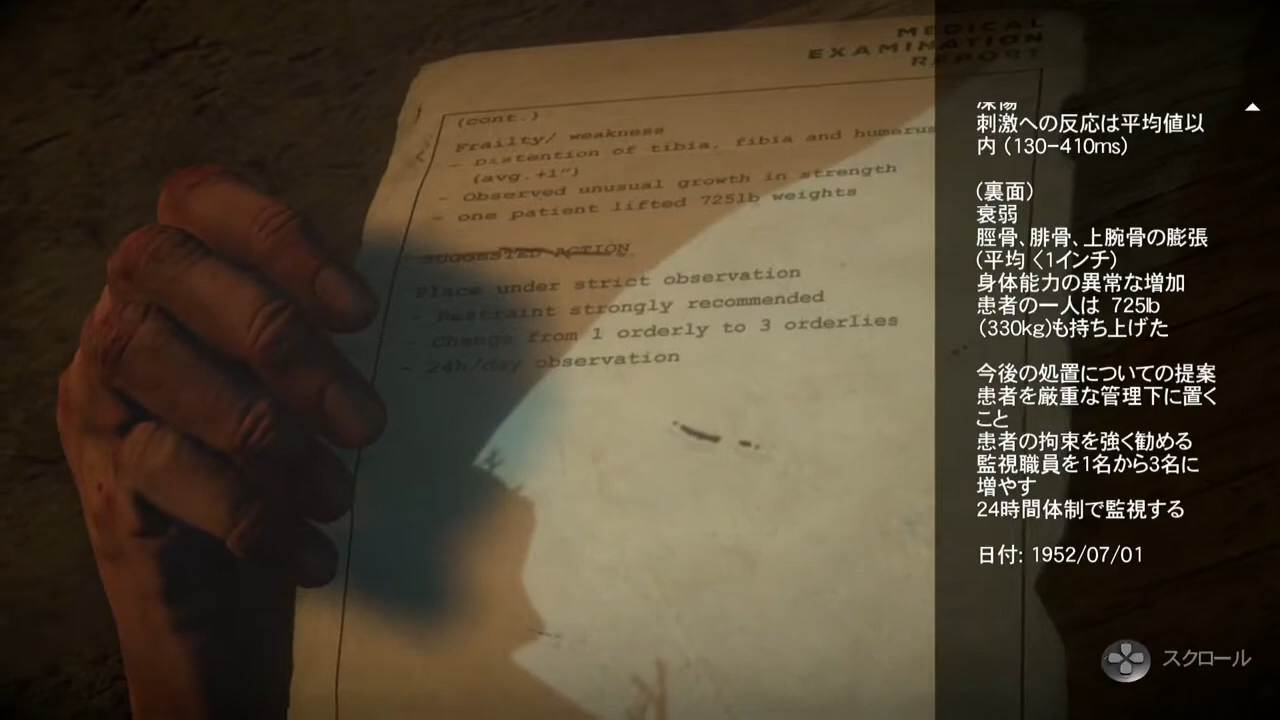 MEDICAL
EXAMINATION
REPORT
(cont.)
Frailty/ weakness
- Distention of tibia, fibia and humerus
(avg.+1")
- Observed unusual growth in strength
- one patient lifted 725lb weights
SUGGESTED ACTION
Place under strict observation
- Restraint strongly recommended
- Change from 1 orderly to 3 orderlies
- 24h/day observation
凍傷
刺激への反応は平均値以
内 (130-410ms)
(裏面)
衰弱
脛骨、腓骨、上腕骨の膨張
(平均 <1インチ)
身体能力の異常な増加
患者の一人は 725lb
(330kg)も持ち上げた
今後の処置についての提案
患者を厳重な管理下に置く
こと
患者の拘束を強く勧める
監視職員を1名から3名に
増やす
24時間体制で監視する
日付: 1952/07/01
スクロール